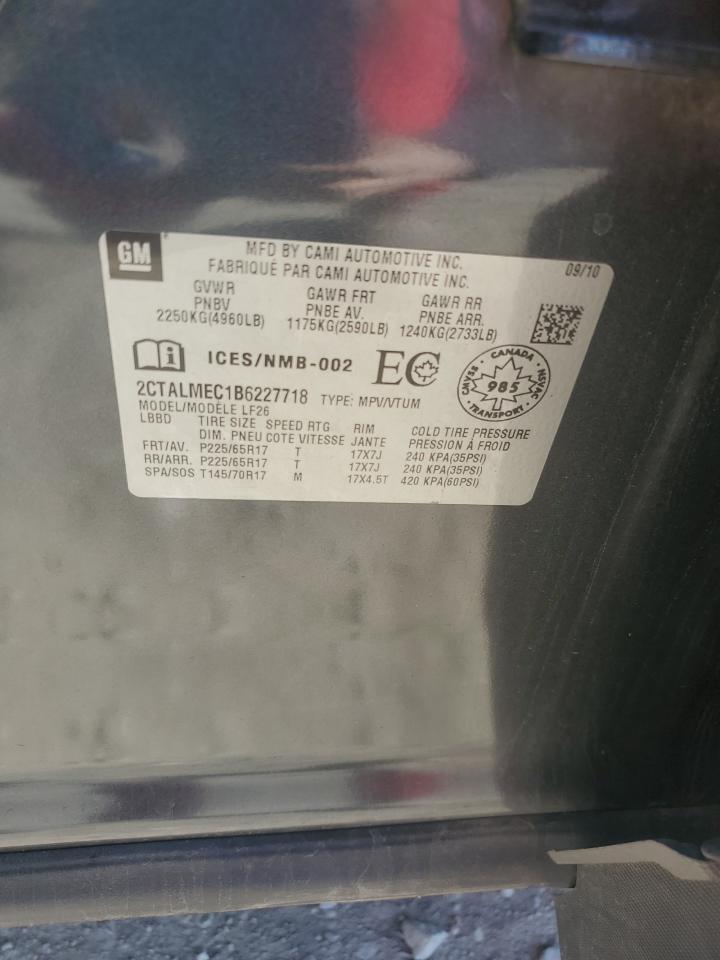 GM
MFD BY CAMI AUTOMOTIVE INC.
FABRIQUÉ PAR CAMI AUTOMOTIVE INC.
09/10
GVWR GAWR FRT GAWR RR
PNBV PNBE AV. PNBE ARR.
2250KG(4960LB) 1175KG(2590LB) 1240KG(2733LB)
i ICES/NMB-002 EC
CANADA
CMVSS 985 NSVAC
TRANSPORT
2CTALMEC1B6227718 TYPE: MPV/VTUM
MODEL/MODÈLE LF26
LBBD TIRE SIZE SPEED RTG RIM COLD TIRE PRESSURE
DIM. PNEU COTE VITESSE JANTE PRESSION À FROID
FRT/AV. P225/65R17 T 17X7J 240 KPA(35PSI)
RR/ARR. P225/65R17 T 17X7J 240 KPA(35PSI)
SPA/SOS T145/70R17 M 17X4.5T 420 KPA(60PSI)